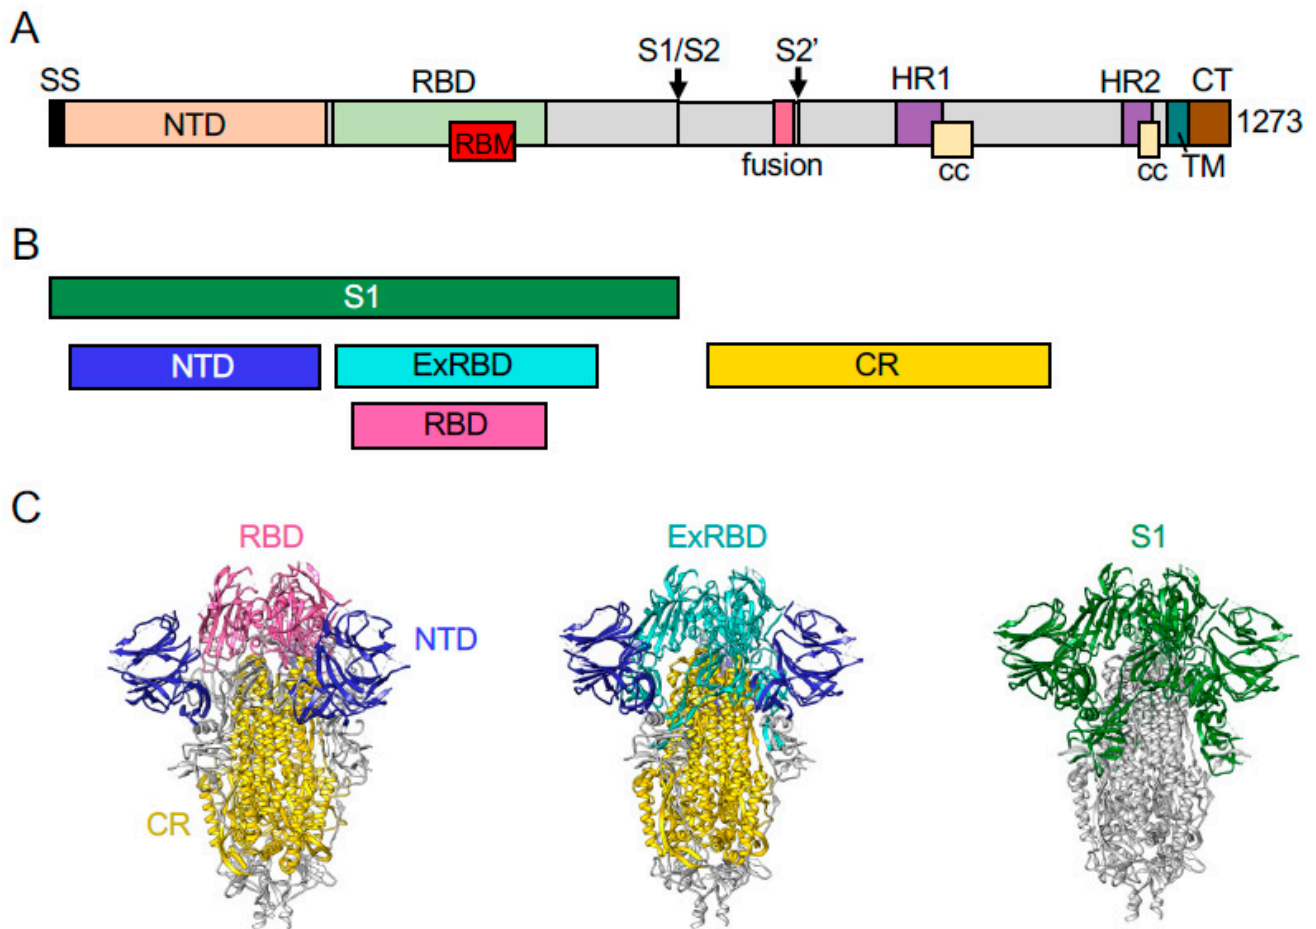 A
S1/S2 S2’
SS RBD HR1 HR2 CT
NTD 1273
RBM
fusion cc cc TM
B
S1
NTD ExRBD CR
RBD
C
RBD ExRBD S1
NTD
CR